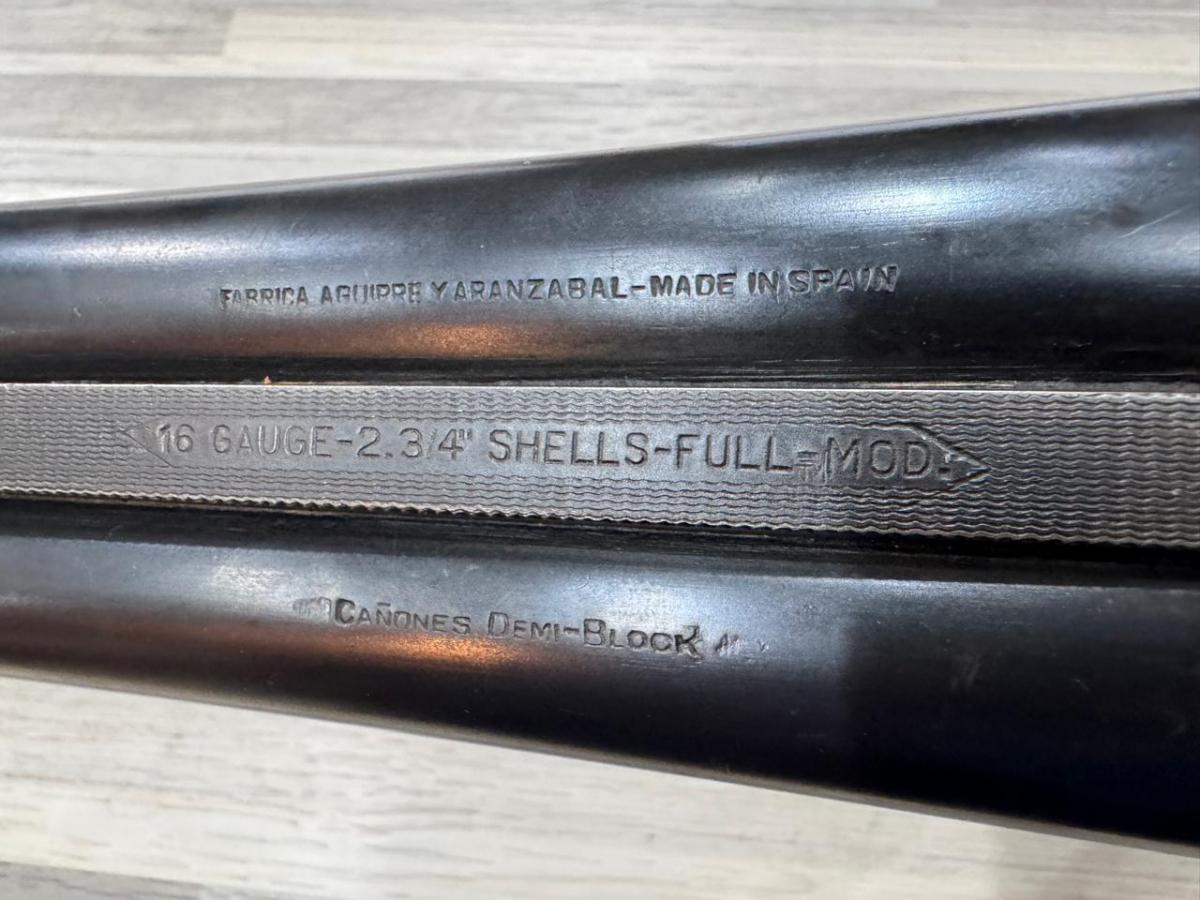 FABRICA AGUIRRE Y ARANZABAL-MADE IN SPAIN
16 GAUGE-2.3/4" SHELLS-FULL-MOD.
CAÑONES DEMI-BLOCK